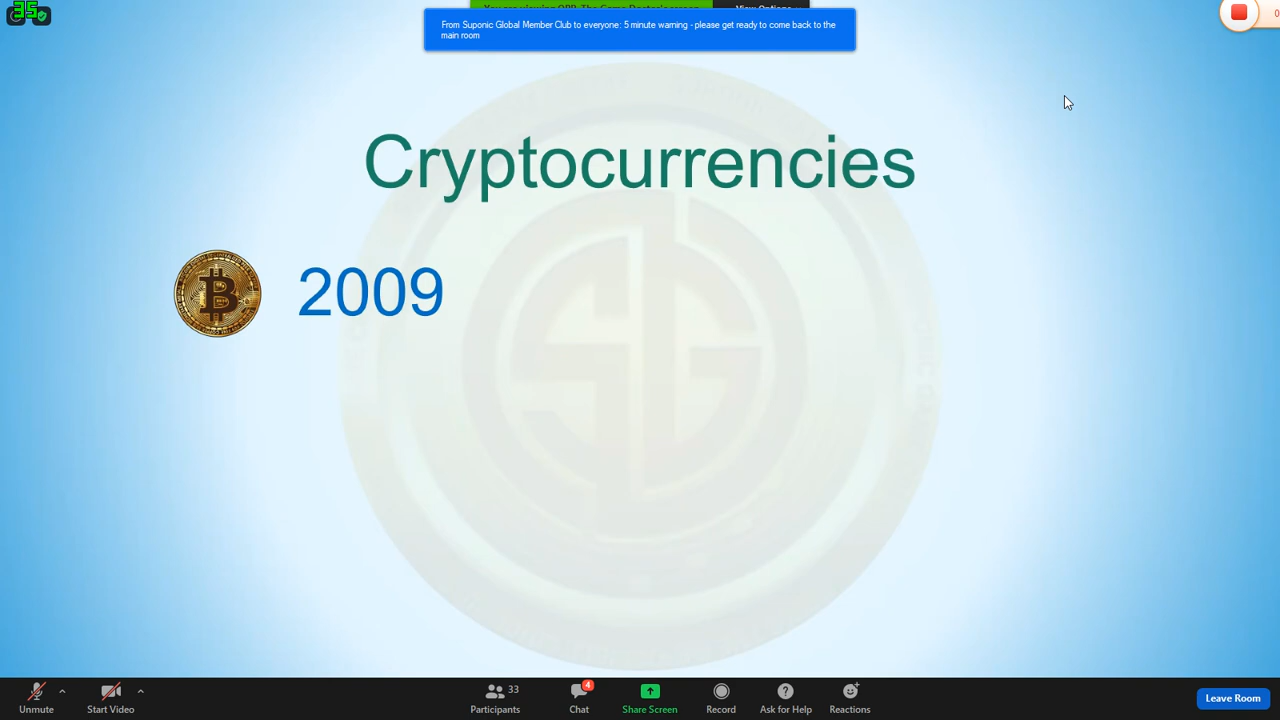 35
From Suponic Global Member Club to everyone: 5 minute warning - please get ready to come back to the
main room
Cryptocurrencies
2009
B
SG
Unmute
Start Video
33
Participants
4
Chat
Share Screen
Record
Ask for Help
Reactions
Leave Room